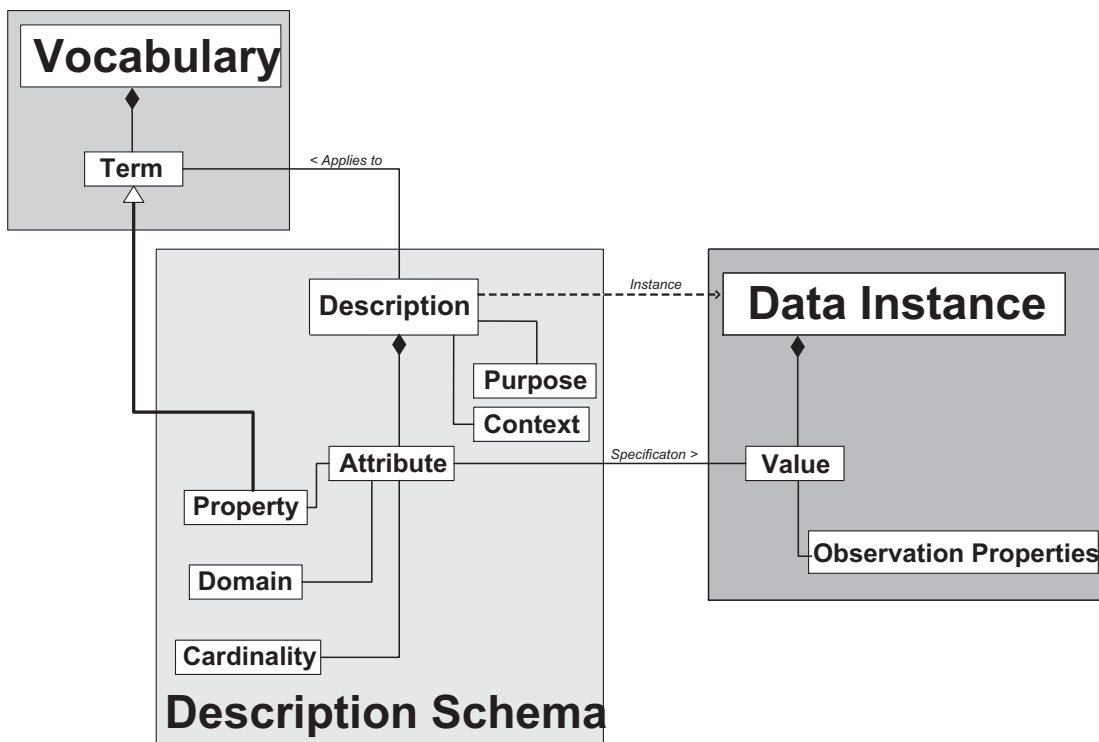 Vocabulary
Term
< Applies to
Description
Instance
Data Instance
Purpose
Context
Attribute
Specificaton >
Value
Property
Observation Properties
Domain
Cardinality
Description Schema